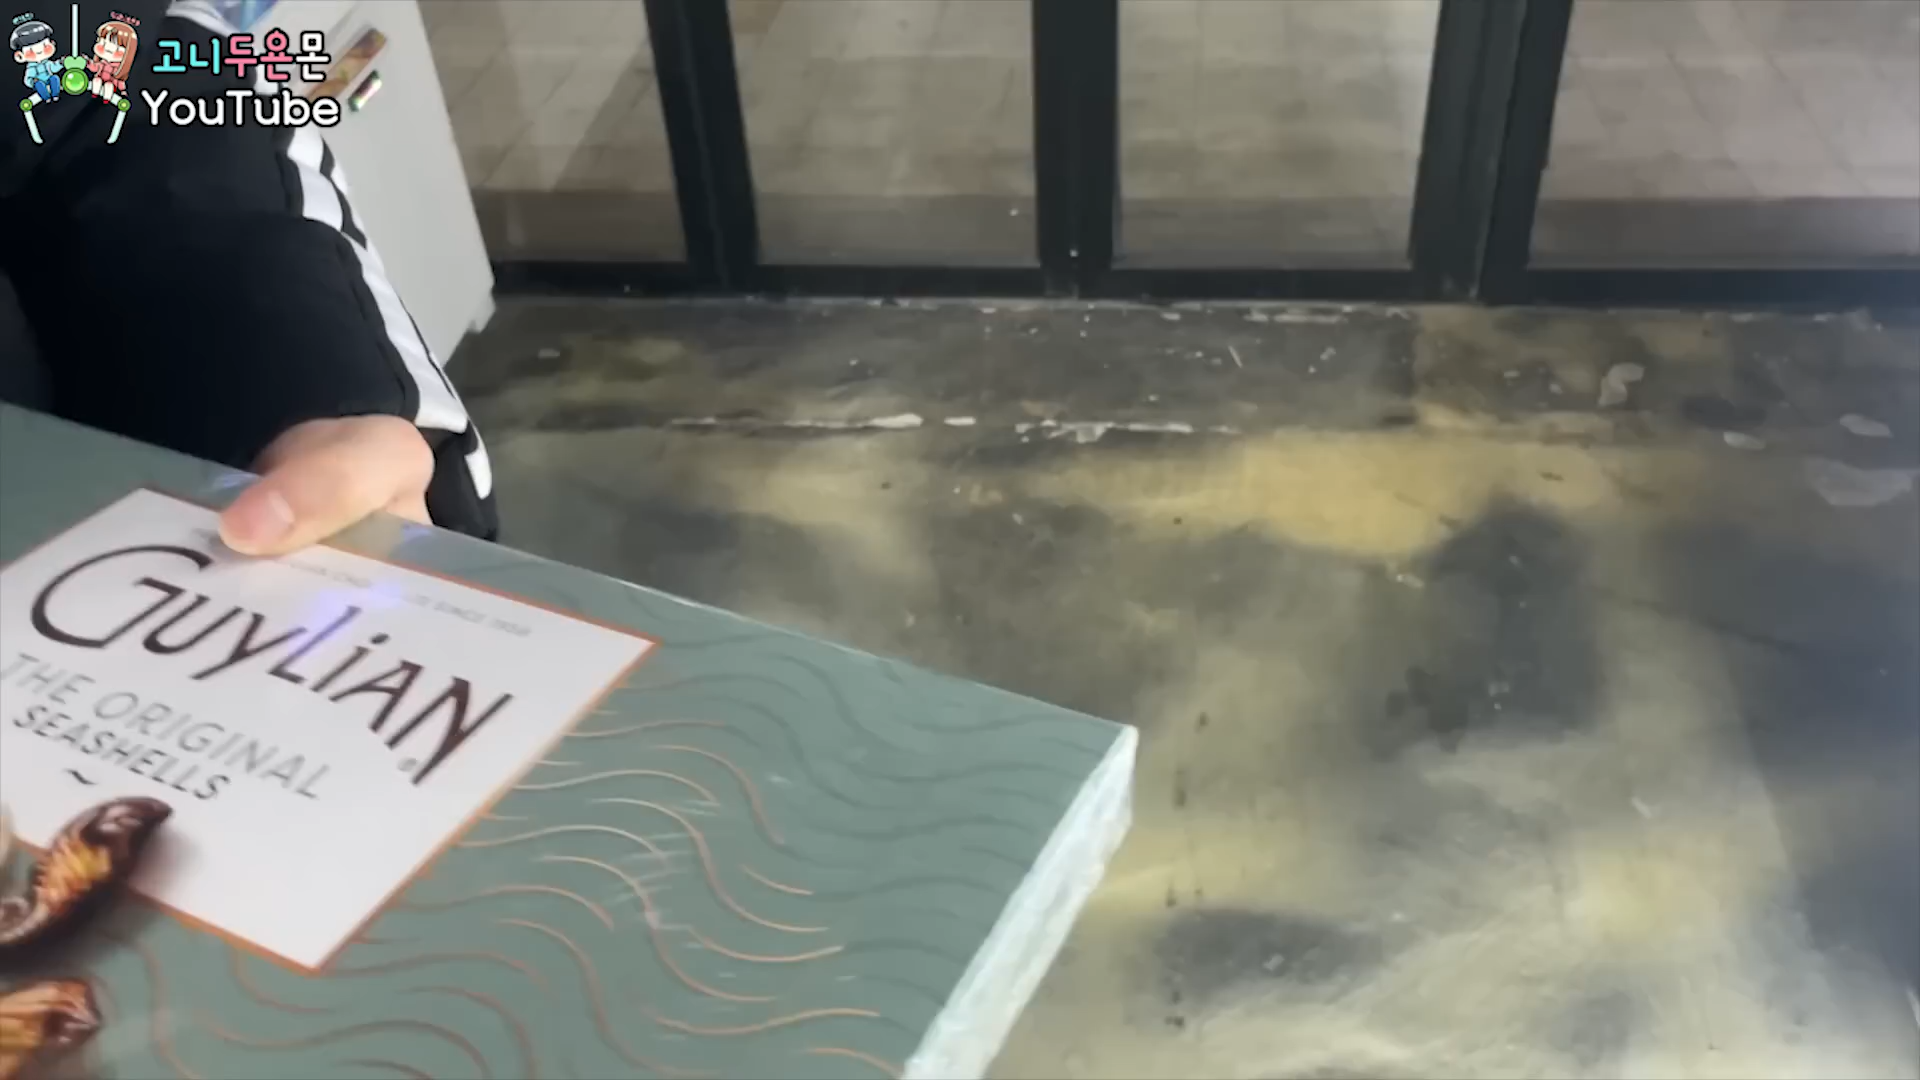 고니두욘몬
YouTube
GUYLiAN
THE ORIGINAL
SEASHELLS